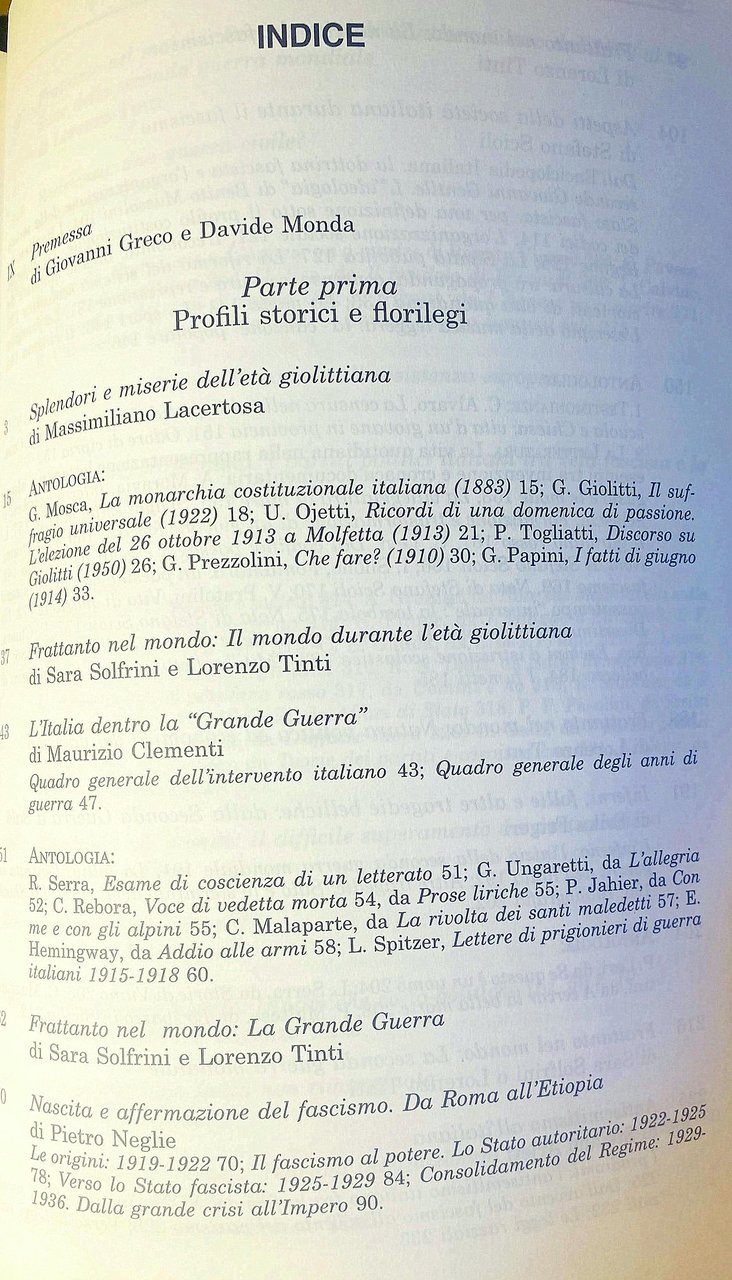 INDICE
IX Premessa
di Giovanni Greco e Davide Monda
Parte prima
Profili storici e florilegi
3 Splendori e miserie dell'età giolittiana
di Massimiliano Lacertosa
15 ANTOLOGIA:
G. Mosca, La monarchia costituzionale italiana (1883) 15; G. Giolitti, Il suf-
fragio universale (1922) 18; U. Ojetti, Ricordi di una domenica di passione.
L'elezione del 26 ottobre 1913 a Molfetta (1913) 21; P. Togliatti, Discorso su
Giolitti (1950) 26; G. Prezzolini, Che fare? (1910) 30; G. Papini, I fatti di giugno
(1914) 33.
37 Frattanto nel mondo: Il mondo durante l'età giolittiana
di Sara Solfrini e Lorenzo Tinti
43 L'Italia dentro la "Grande Guerra"
di Maurizio Clementi
Quadro generale dell'intervento italiano 43; Quadro generale degli anni di
guerra 47.
51 ANTOLOGIA:
R. Serra, Esame di coscienza di un letterato 51; G. Ungaretti, da L'allegria
52; C. Rebora, Voce di vedetta morta 54, da Prose liriche 55; P. Jahier, da Con
me e con gli alpini 55; C. Malaparte, da La rivolta dei santi maledetti 57; E.
Hemingway, da Addio alle armi 58; L. Spitzer, Lettere di prigionieri di guerra
italiani 1915-1918 60.
2 Frattanto nel mondo: La Grande Guerra
di Sara Solfrini e Lorenzo Tinti
0 Nascita e affermazione del fascismo. Da Roma all'Etiopia
di Pietro Neglie
Le origini: 1919-1922 70; Il fascismo al potere. Lo Stato autoritario: 1922-1925
78; Verso lo Stato fascista: 1925-1929 84; Consolidamento del Regime: 1929-
1936. Dalla grande crisi all'Impero 90.